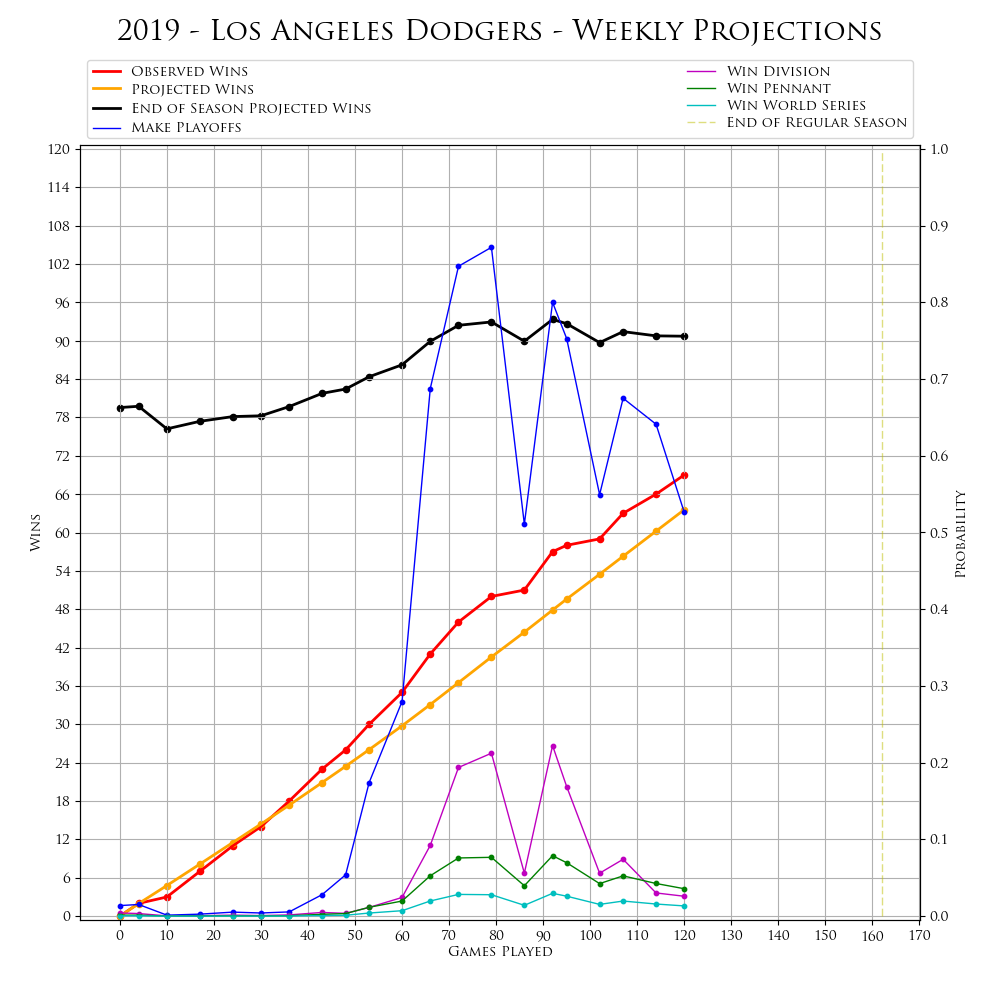 2019 - Los Angeles Dodgers - Weekly Projections
Observed Wins
Projected Wins
End of Season Projected Wins
Make Playoffs
Win Division
Win Pennant
Win World Series
End of Regular Season
120
114
108
102
96
90
84
78
72
66
60
54
48
42
36
30
24
18
12
6
0
Wins
1.0
0.9
0.8
0.7
0.6
0.5
0.4
0.3
0.2
0.1
0.0
Probability
0 10 20 30 40 50 60 70 80 90 100 110 120 130 140 150 160 170
Games Played